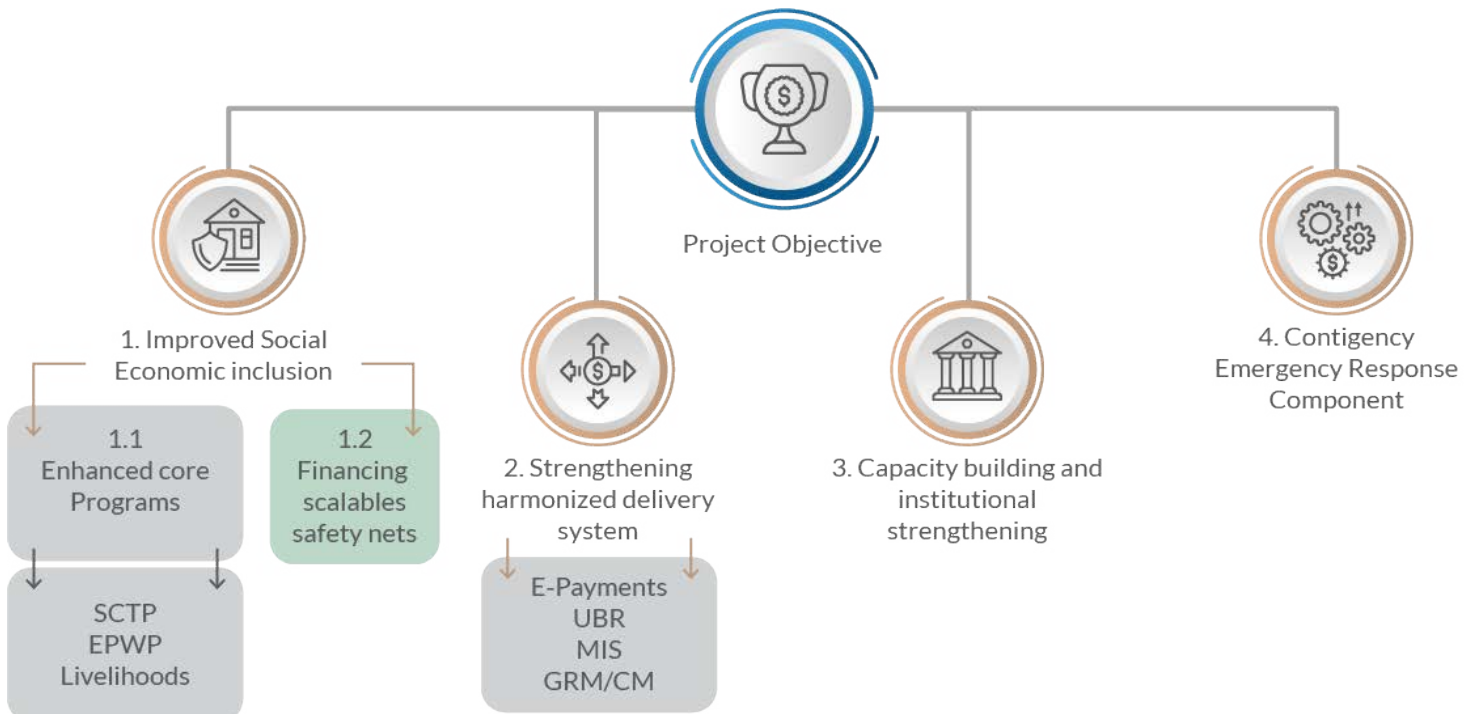 Project Objective
1. Improved Social
Economic inclusion
1.1
Enhanced core
Programs
SCTP
EPWP
Livelihoods
1.2
Financing
scalables
safety nets
2. Strengthening
harmonized delivery
system
E-Payments
UBR
MIS
GRM/CM
3. Capacity building and
institutional
strengthening
4. Contigency
Emergency Response
Component